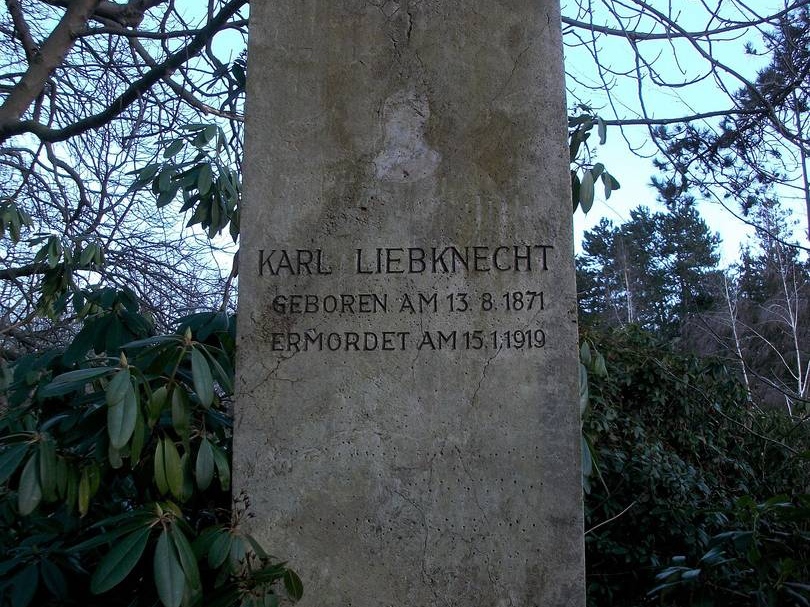 KARL LIEBKNECHT
GEBOREN AM 13.8.1871
ERMORDET AM 15.1.1919